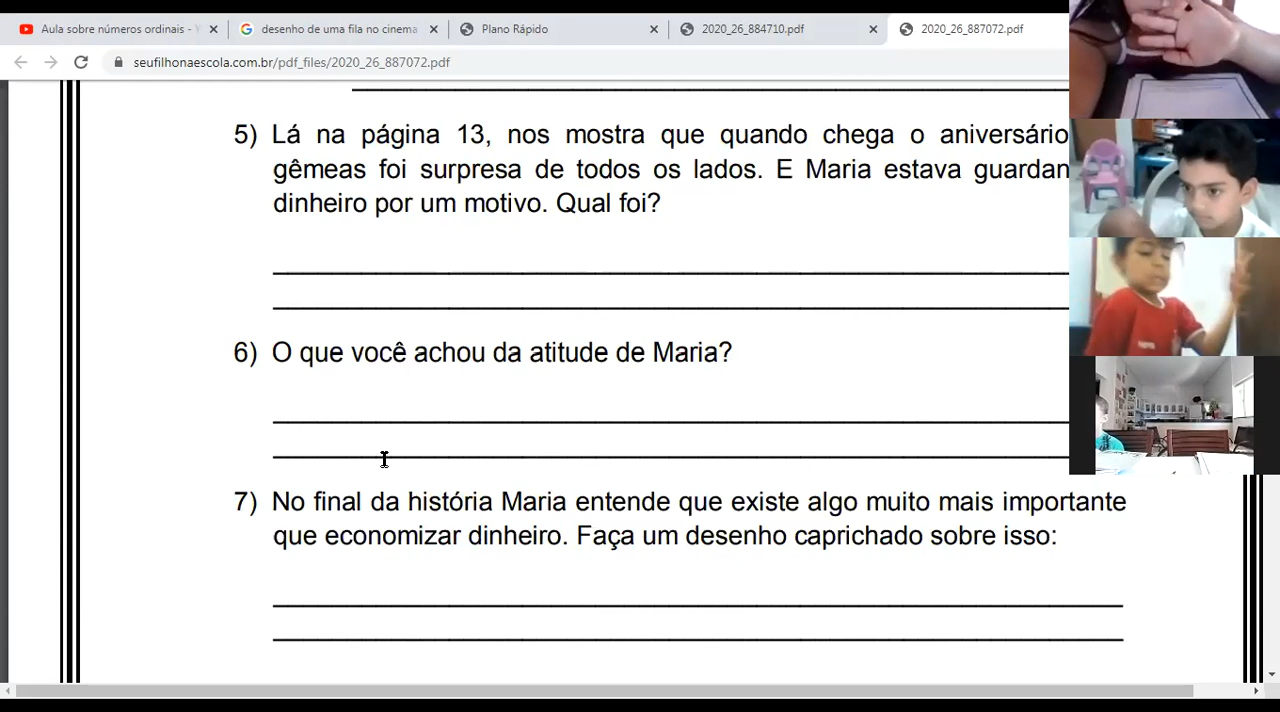 Aula sobre números ordinais - Y
desenho de uma fila no cinema
Plano Rápido
2020_26_884710.pdf
2020_26_887072.pdf
seufilhonaescola.com.br/pdf_files/2020_26_887072.pdf
5) Lá na página 13, nos mostra que quando chega o aniversário
gêmeas foi surpresa de todos os lados. E Maria estava guardan
dinheiro por um motivo. Qual foi?
6) O que você achou da atitude de Maria?
7) No final da história Maria entende que existe algo muito mais importante
que economizar dinheiro. Faça um desenho caprichado sobre isso: